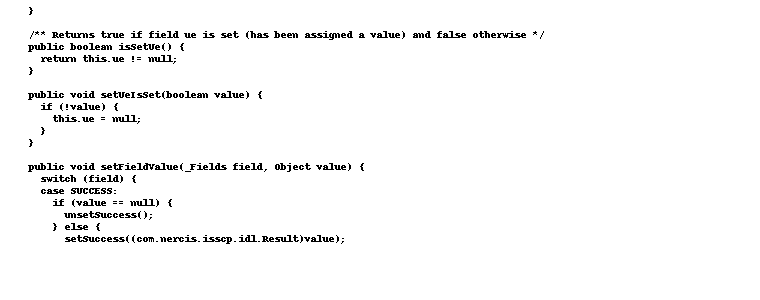 }

/** Returns true if field ue is set (has been assigned a value) and false otherwise */
public boolean isSetUe() {
  return this.ue != null;
}

public void setUeIsSet(boolean value) {
  if (!value) {
    this.ue = null;
  }
}

public void setFieldValue(_Fields field, Object value) {
  switch (field) {
  case SUCCESS:
    if (value == null) {
      unsetSuccess();
    } else {
      setSuccess((com.nercis.isscp.idl.Result)value);